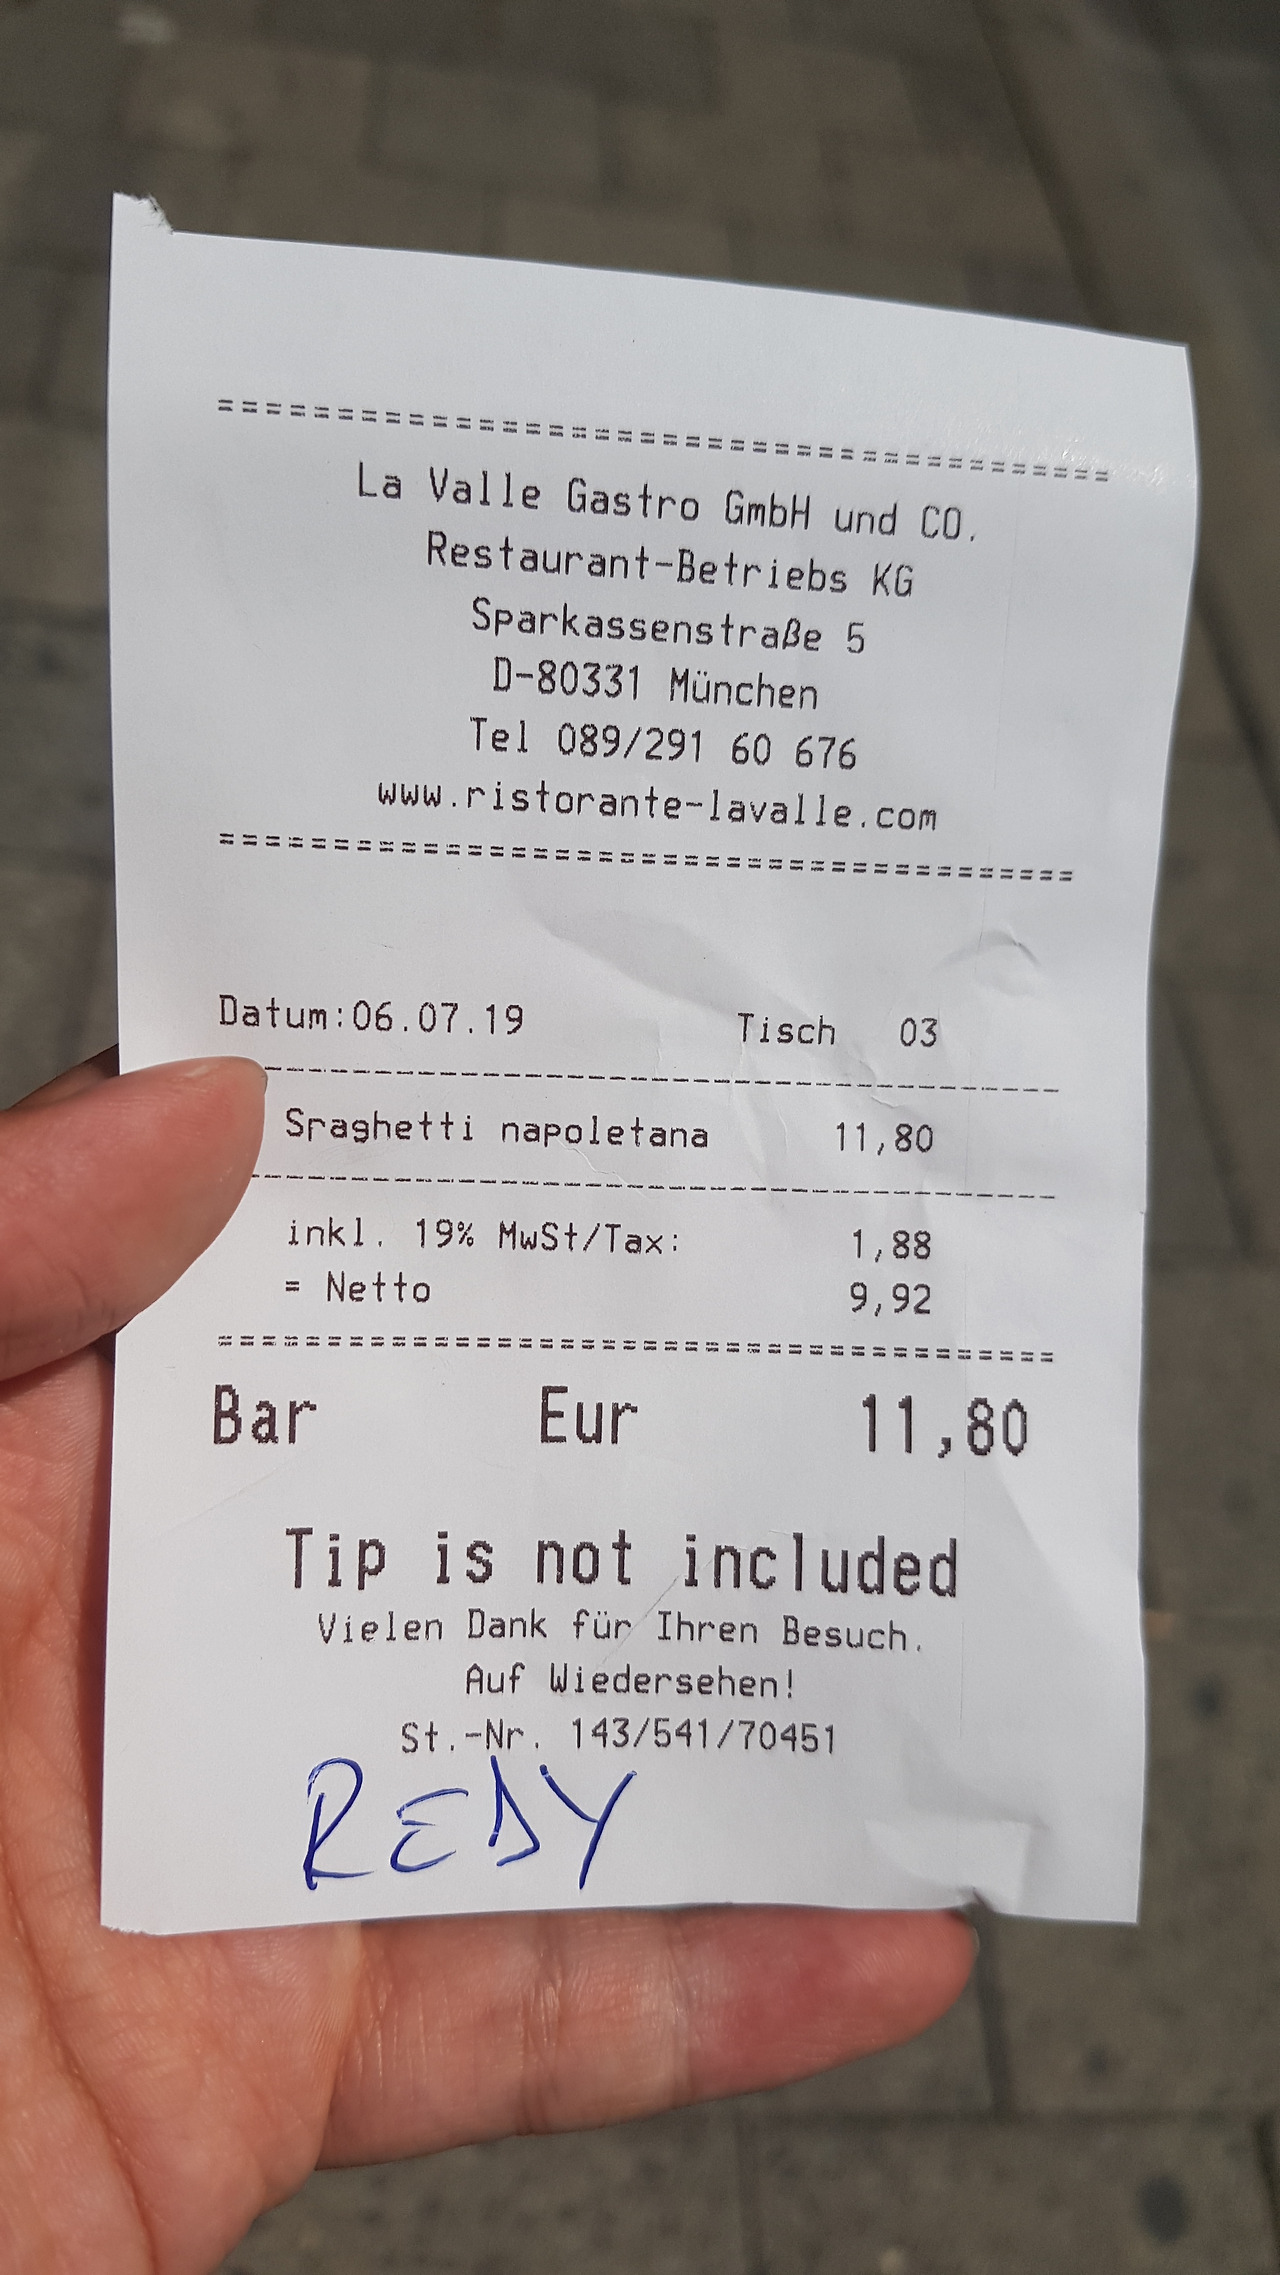 =======================================
La Valle Gastro GmbH und CO.
Restaurant-Betriebs KG
Sparkassenstraße 5
D-80331 München
Tel 089/291 60 676
www.ristorante-lavalle.com
=====================================
Datum:06.07.19 Tisch 03
------------------------------------
Spaghetti napoletana 11,80
------------------------------------
inkl. 19% MwSt/Tax: 1,88
= Netto 9,92
=====================================
Bar Eur 11,80
Tip is not included
Vielen Dank für Ihren Besuch.
Auf Wiedersehen!
St.-Nr. 143/541/70451
REDY